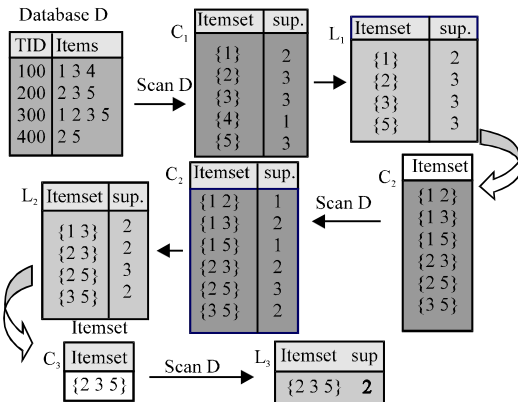 Database D
TID Items
100 1 3 4
200 2 3 5
300 1 2 3 5
400 2 5
Scan D
C1
Itemset sup.
{1} 2
{2} 3
{3} 3
{4} 1
{5} 3
L1
Itemset sup.
{1} 2
{2} 3
{3} 3
{5} 3
C2
Itemset
{1 2}
{1 3}
{1 5}
{2 3}
{2 5}
{3 5}
Scan D
C2
Itemset sup.
{1 2} 1
{1 3} 2
{1 5} 1
{2 3} 2
{2 5} 3
{3 5} 2
L2
Itemset sup.
{1 3} 2
{2 3} 2
{2 5} 3
{3 5} 2
Itemset
C3
Itemset
{2 3 5}
Scan D
L3
Itemset sup
{2 3 5} 2